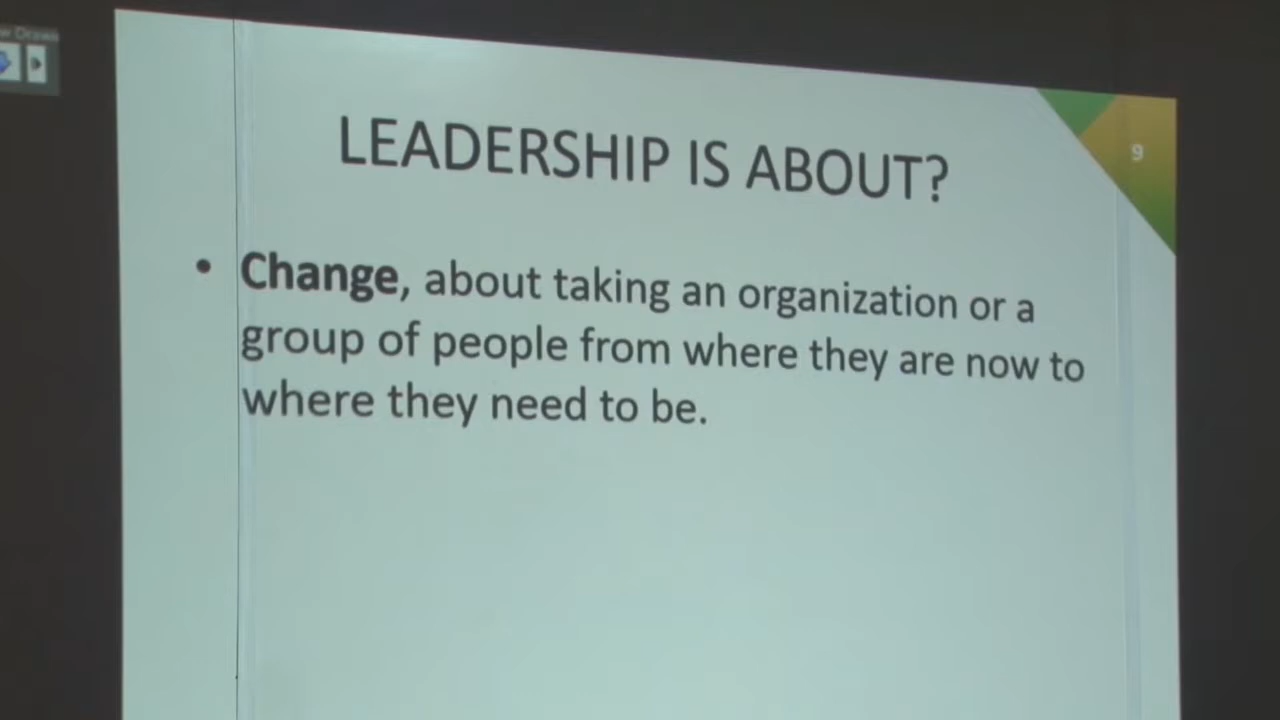 LEADERSHIP IS ABOUT?
9
• Change, about taking an organization or a
group of people from where they are now to
where they need to be.